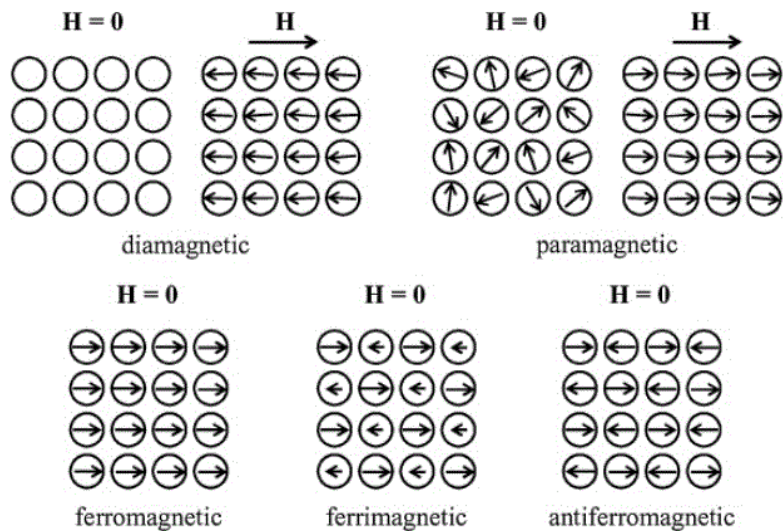 H = 0
H
H = 0
H
diamagnetic
paramagnetic
H = 0
H = 0
H = 0
ferromagnetic
ferrimagnetic
antiferromagnetic